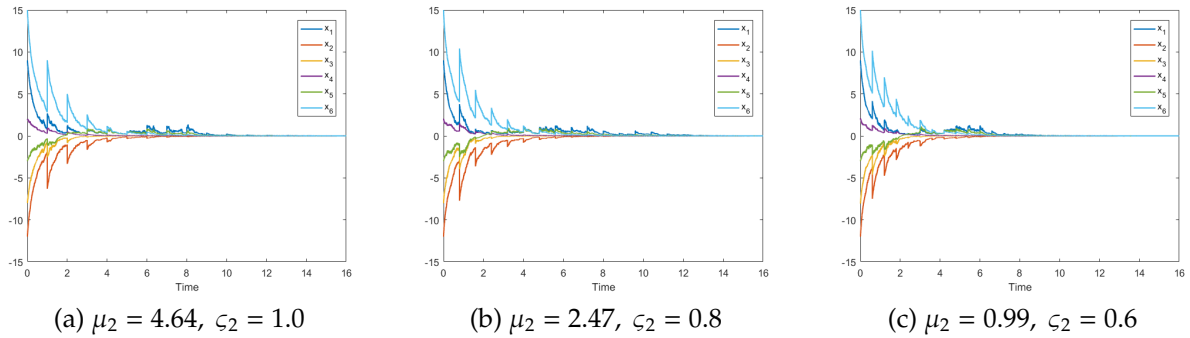 15
10
5
0
-5
-10
-15
0 2 4 6 8 10 12 14 16
Time
x1
x2
x3
x4
x5
x6
(a) μ2 = 4.64, ς2 = 1.0
15
10
5
0
-5
-10
-15
0 2 4 6 8 10 12 14 16
Time
x1
x2
x3
x4
x5
x6
(b) μ2 = 2.47, ς2 = 0.8
15
10
5
0
-5
-10
-15
0 2 4 6 8 10 12 14 16
Time
x1
x2
x3
x4
x5
x6
(c) μ2 = 0.99, ς2 = 0.6